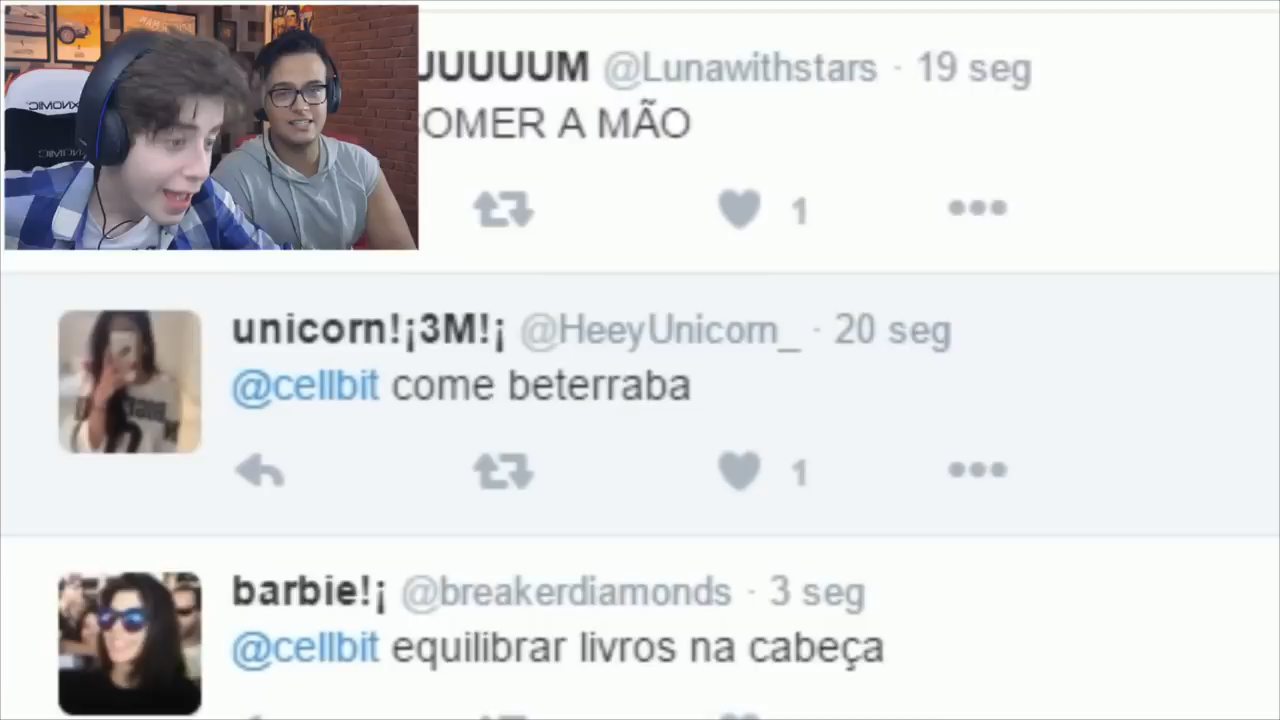 UUUUUM @Lunawithstars · 19 seg
OMER A MÃO
1
unicorn!¡3M!¡ @HeeyUnicorn_ · 20 seg
@cellbit come beterraba
1
barbie!¡ @breakerdiamonds · 3 seg
@cellbit equilibrar livros na cabeça